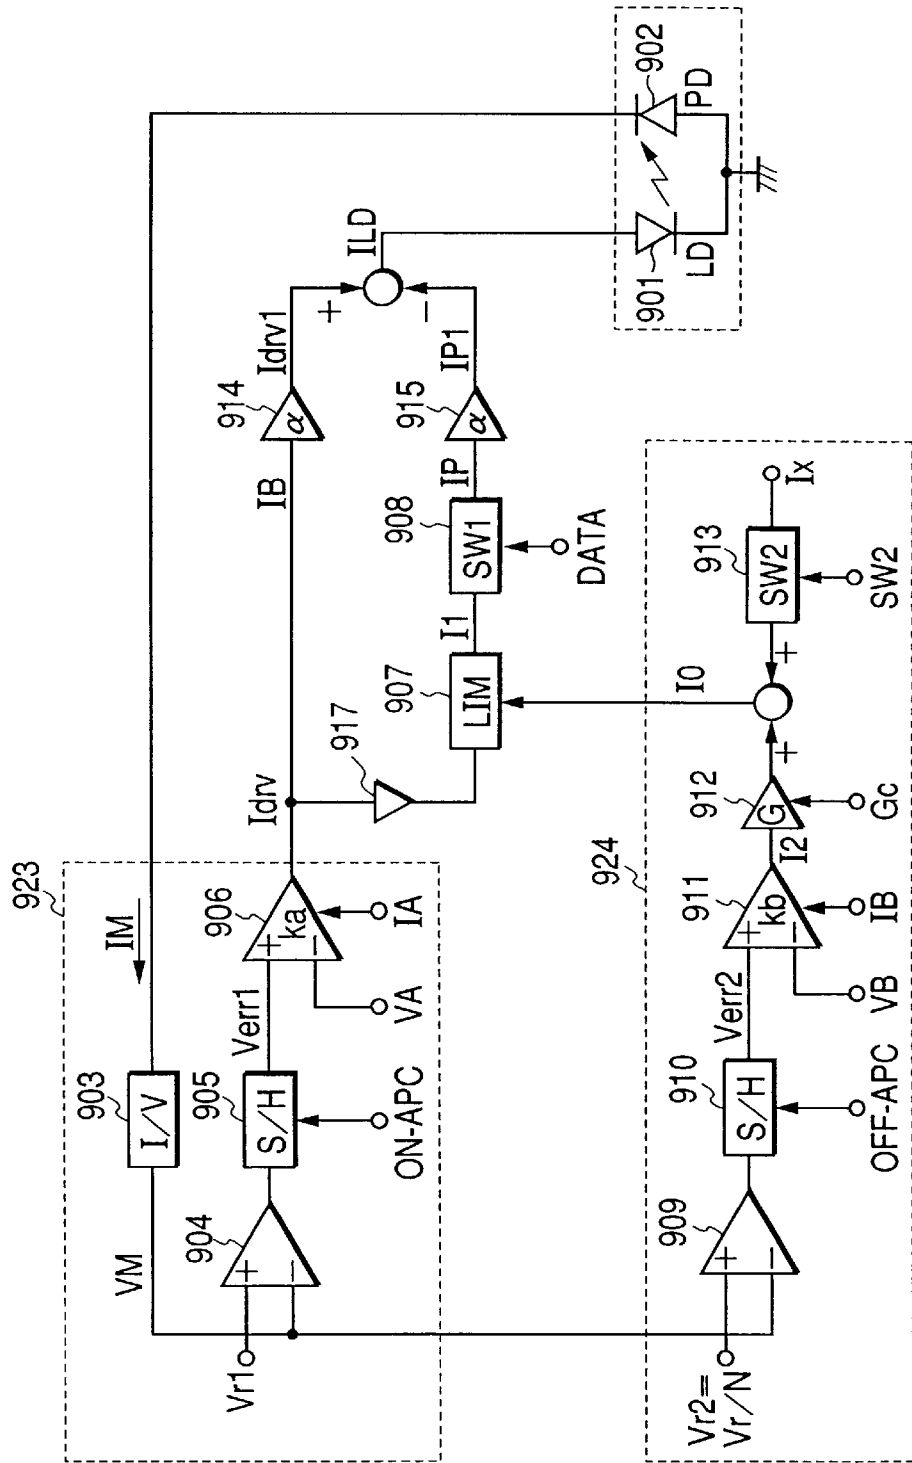 923
IM
903
I/V
VM
904
+
−
Vr1
905
S/H
ON-APC
Verr1
906
+
ka
−
VA
IA
Idrv
917
IB
914
α
Idrv1
+
−
ILD
907
LIM
I1
908
SW1
DATA
IP
915
α
IP1
901
LD
902
PD
924
Vr2=
Vr/N
909
+
−
910
S/H
OFF-APC
Verr2
911
+
kb
−
VB
IB
I2
912
G
Gc
+
I0
+
913
SW2
SW2
Ix